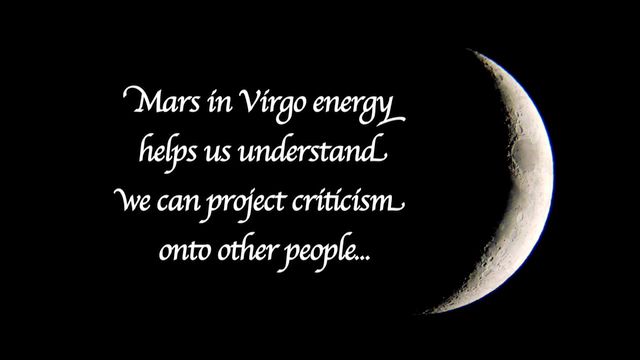 Mars in Virgo energy
helps us understand
we can project criticism
onto other people...